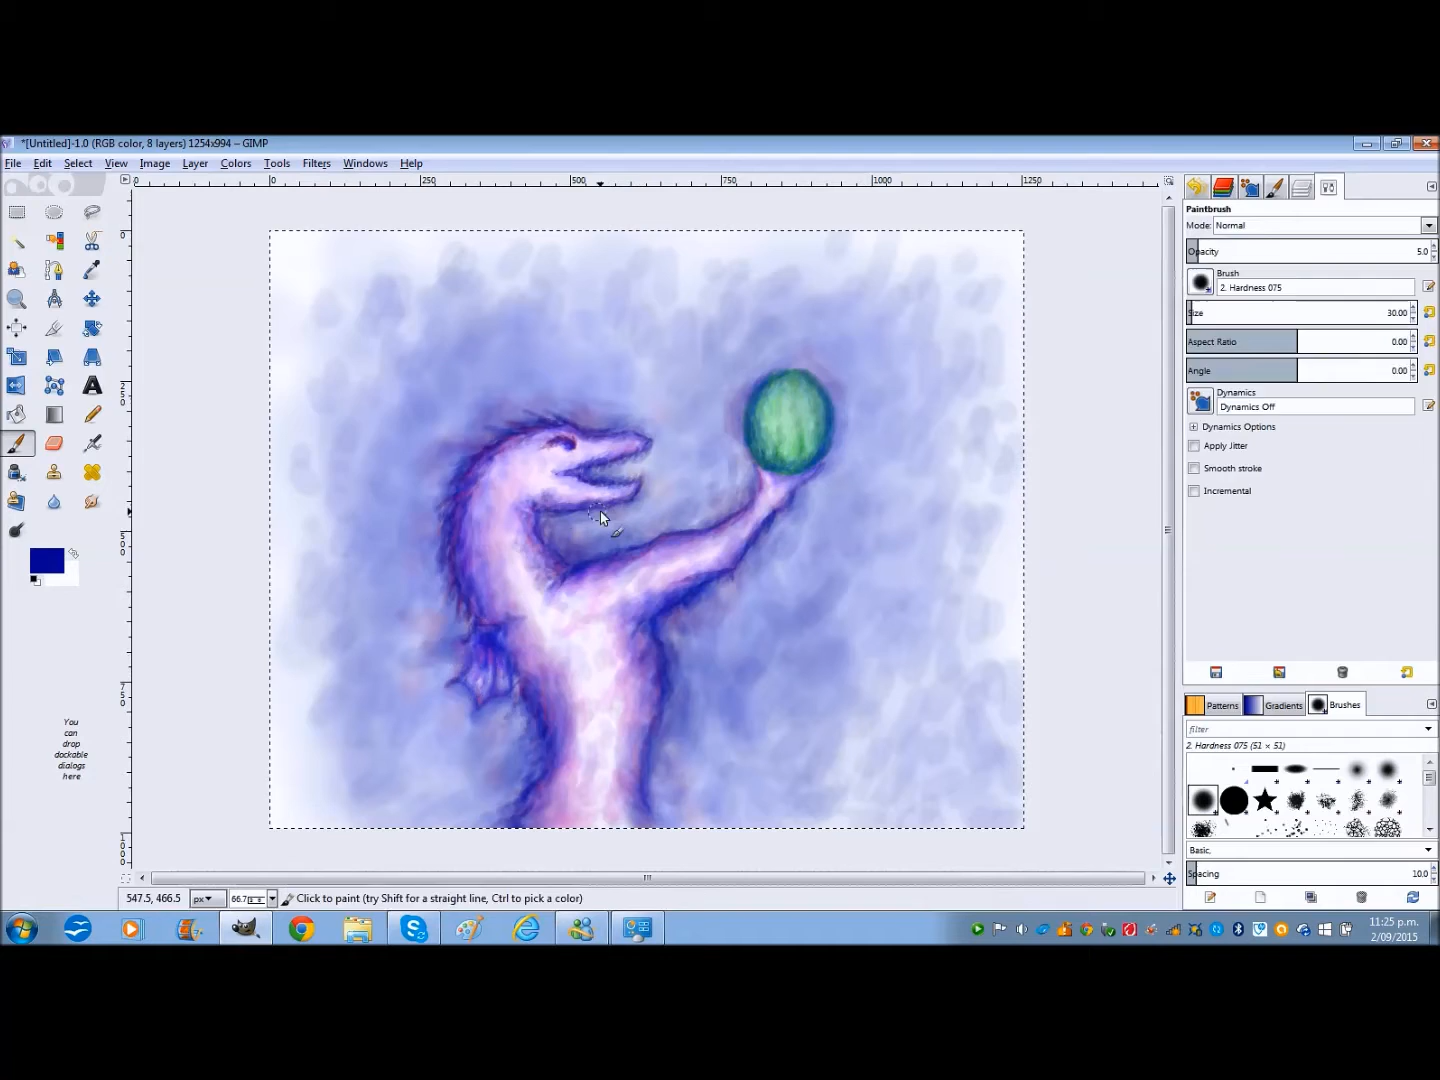 *[Untitled]-1.0 (RGB color, 8 layers) 1254x994 – GIMP
File Edit Select View Image Layer Colors Tools Filters Windows Help
0 250 500 750 1000 1250
0
250
500
750
1000
Paintbrush
Mode: Normal
Opacity 5.0
Brush
2. Hardness 075
Size 30.00
Aspect Ratio 0.00
Angle 0.00
Dynamics
Dynamics Off
Dynamics Options
Apply Jitter
Smooth stroke
Incremental
You
can
drop
dockable
dialogs
here
Patterns Gradients Brushes
filter
2. Hardness 075 (51 × 51)
Basic,
Spacing 10.0
547.5, 466.5 px 66.7 Click to paint (try Shift for a straight line, Ctrl to pick a color)
11:25 p.m.
2/09/2015